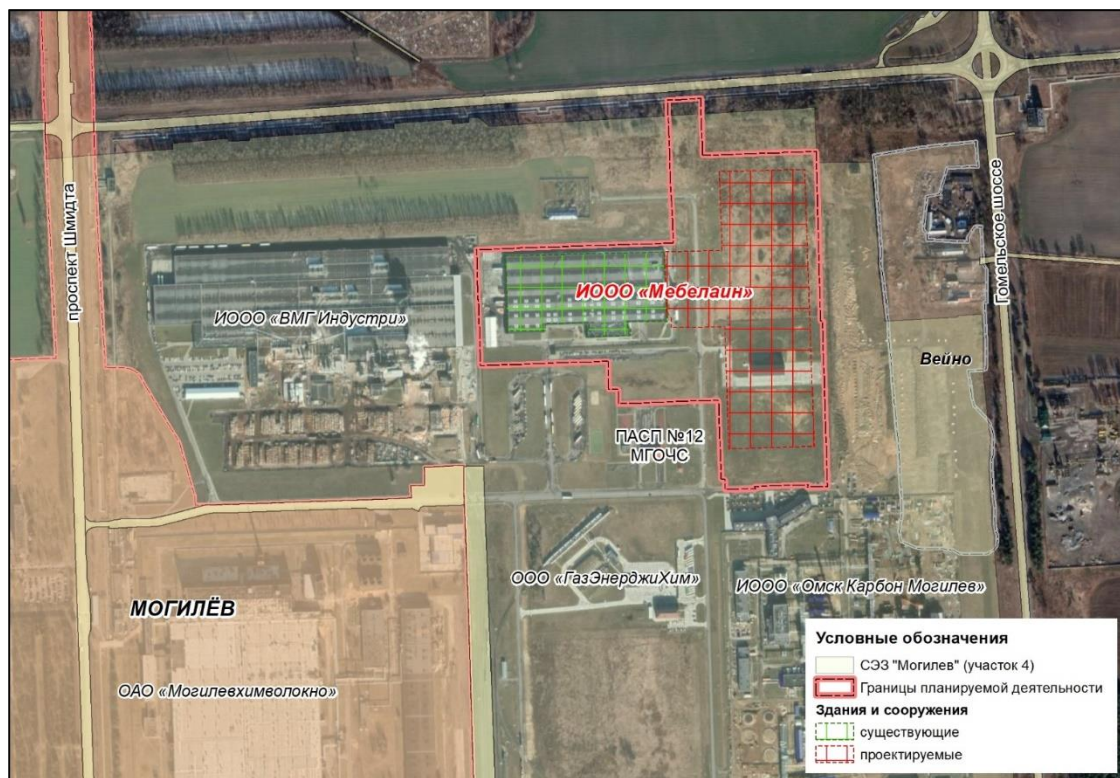 проспект Шмидта
ИООО «ВМГ Индустри»
ИООО «Мебелаин»
Гомельское шоссе
Вейно
ПАСП №12
МГОЧС
ООО «ГазЭнерджиХим»
ИООО «Омск Карбон Могилев»
МОГИЛЁВ
ОАО «Могилевхимволокно»
Условные обозначения
СЭЗ "Могилев" (участок 4)
Границы планируемой деятельности
Здания и сооружения
существующие
проектируемые